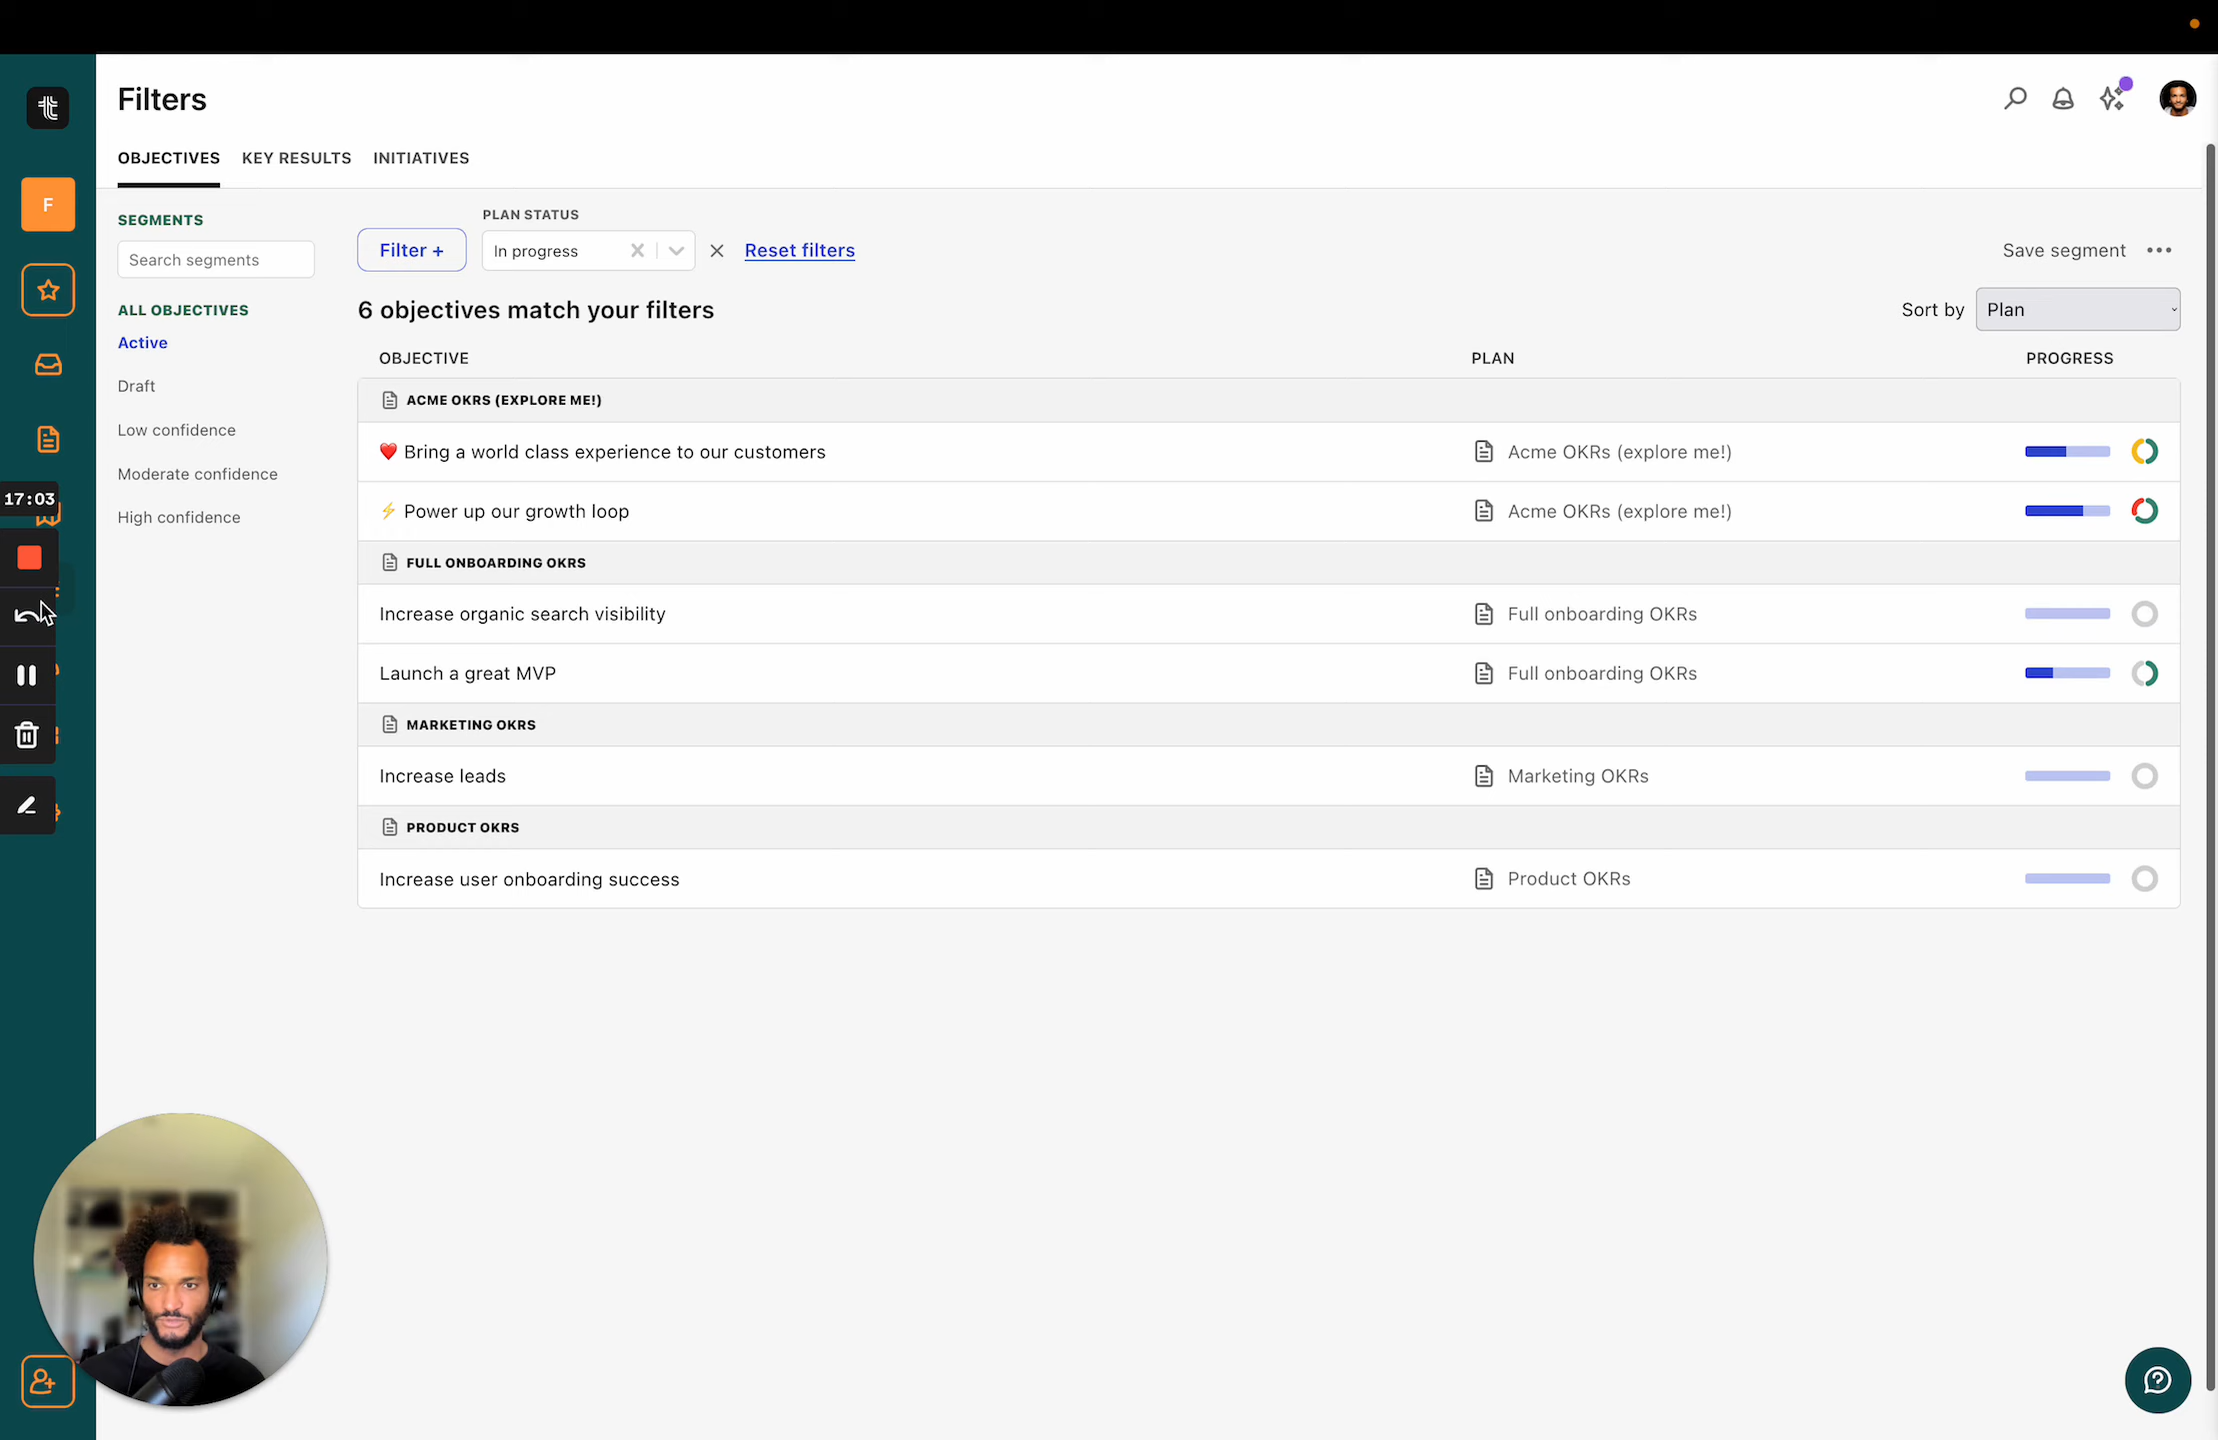 Filters
OBJECTIVES KEY RESULTS INITIATIVES
F
SEGMENTS
Search segments
ALL OBJECTIVES
Active
Draft
Low confidence
Moderate confidence
High confidence
17:03
PLAN STATUS
Filter + In progress Reset filters Save segment
6 objectives match your filters Sort by Plan
OBJECTIVE PLAN PROGRESS
ACME OKRS (EXPLORE ME!)
Bring a world class experience to our customers Acme OKRs (explore me!)
Power up our growth loop Acme OKRs (explore me!)
FULL ONBOARDING OKRS
Increase organic search visibility Full onboarding OKRs
Launch a great MVP Full onboarding OKRs
MARKETING OKRS
Increase leads Marketing OKRs
PRODUCT OKRS
Increase user onboarding success Product OKRs